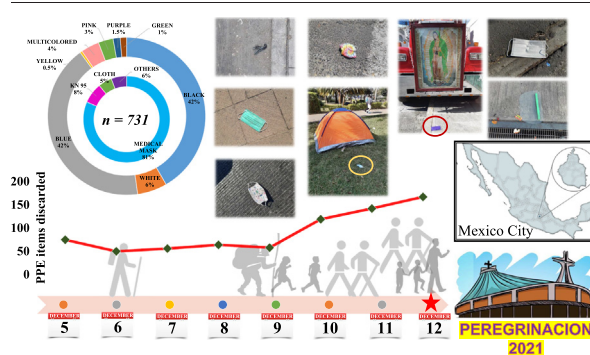 PINK
3%
PURPLE
1.5%
GREEN
1%
MULTICOLORED
4%
YELLOW
0.5%
CLOTH
5%
OTHERS
6%
KN 95
8%
BLACK
42%
n = 731
BLUE
42%
MEDICAL
MASK
81%
WHITE
6%
PPE items discarded
200
150
100
50
0
Mexico City
DECEMBER
5
DECEMBER
6
DECEMBER
7
DECEMBER
8
DECEMBER
9
DECEMBER
10
DECEMBER
11
DECEMBER
12
PEREGRINACION
2021